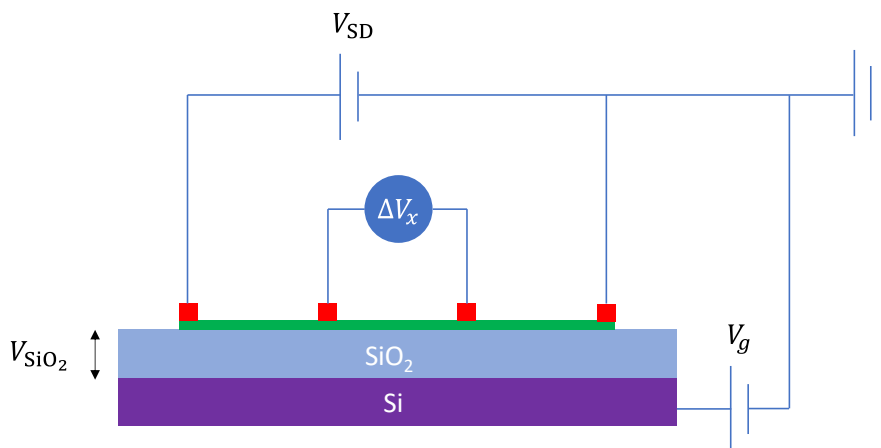 V_SD
ΔV_x
V_g
V_SiO₂
SiO₂
Si